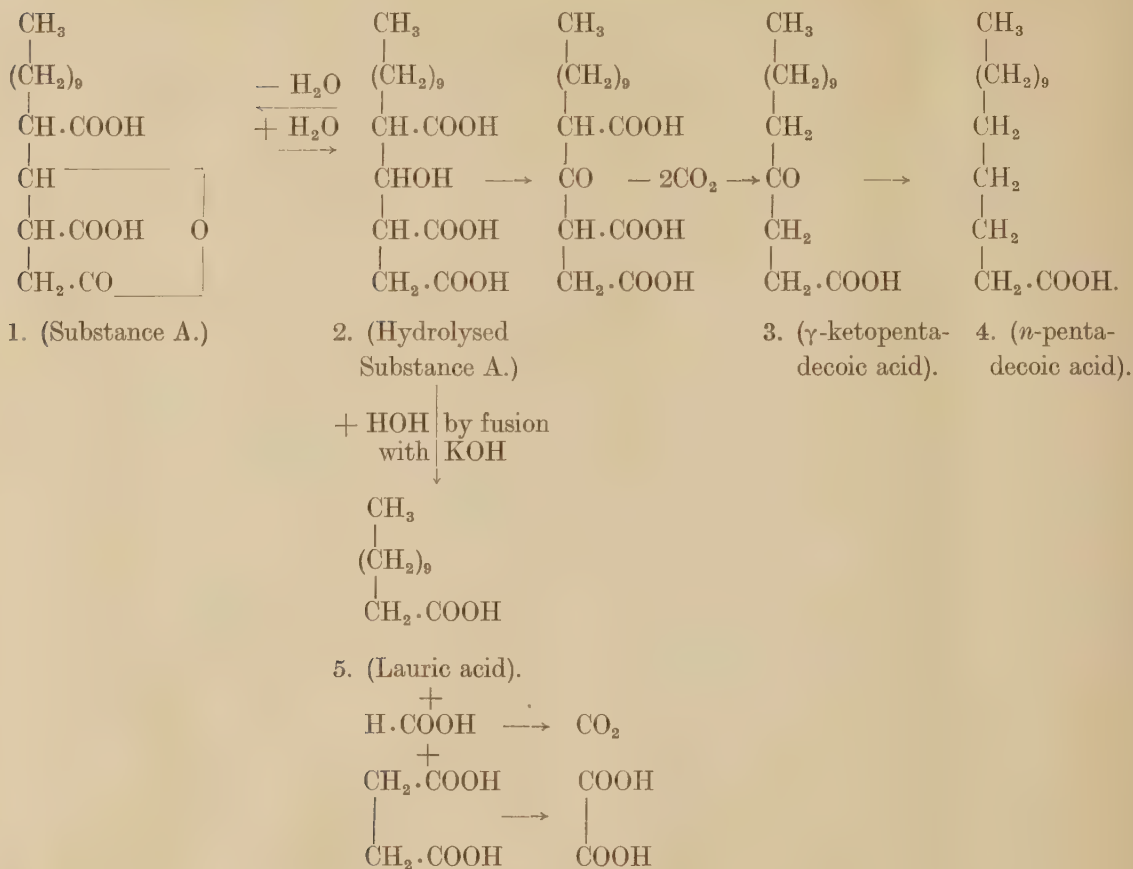 CH₃ CH₃ CH₃ CH₃ CH₃
(CH₂)₉ — H₂O (CH₂)₉ (CH₂)₉ (CH₂)₉ (CH₂)₉
CH·COOH + H₂O CH·COOH CH·COOH CH₂ CH₂
CH CHOH → CO — 2CO₂ → CO → CH₂
CH·COOH O CH·COOH CH·COOH CH₂ CH₂
CH₂·CO CH₂·COOH CH₂·COOH CH₂·COOH CH₂·COOH.
1. (Substance A.) 2. (Hydrolysed 3. (γ-ketopenta- 4. (n-penta-
Substance A.) decoic acid). decoic acid).
+ HOH by fusion
with KOH
CH₃
(CH₂)₉
CH₂·COOH
5. (Lauric acid).
+
H·COOH → CO₂
+
CH₂·COOH COOH
→
CH₂·COOH COOH